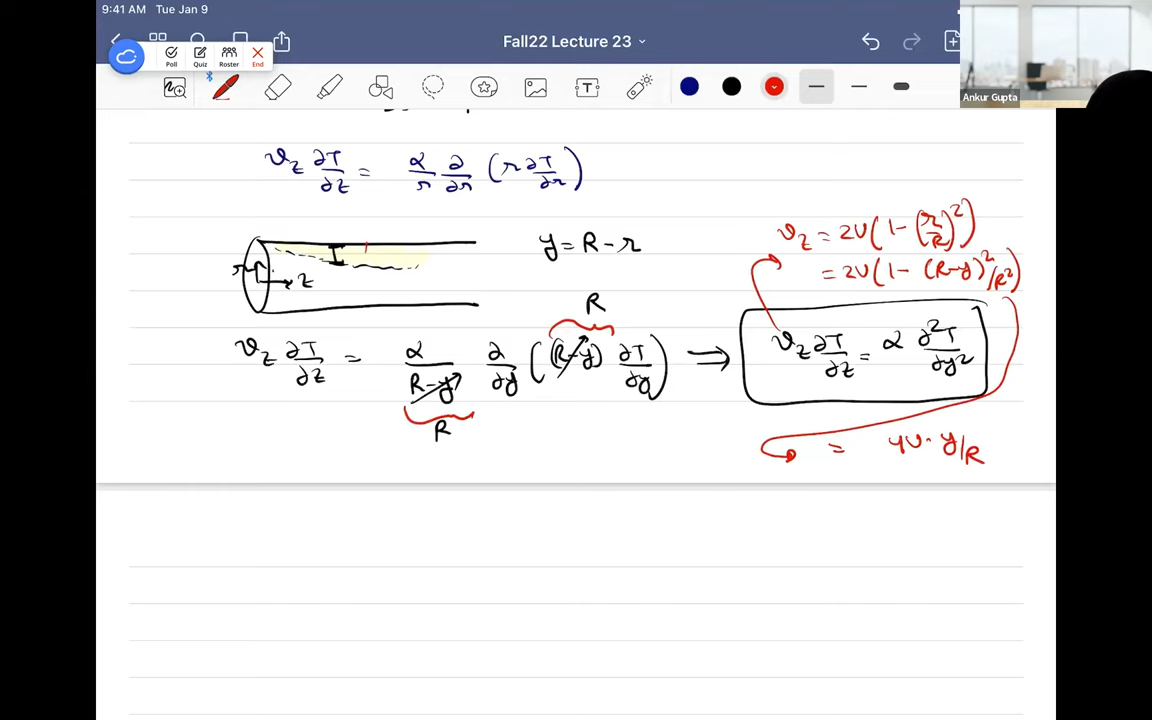 9:41 AM Tue Jan 9
Fall22 Lecture 23
Poll Quiz Roster End
Ankur Gupta
v_z ∂T/∂z = α/r ∂/∂r (r ∂T/∂r)
y = R - r
r
z
v_z = 2U(1 - (r/R)^2)
= 2U(1 - (R-y)^2/R^2)
R
v_z ∂T/∂z = α/(R-y) ∂/∂y ((R-y) ∂T/∂y) ⟹ v_z ∂T/∂z = α ∂²T/∂y²
R
= 4U · y/R